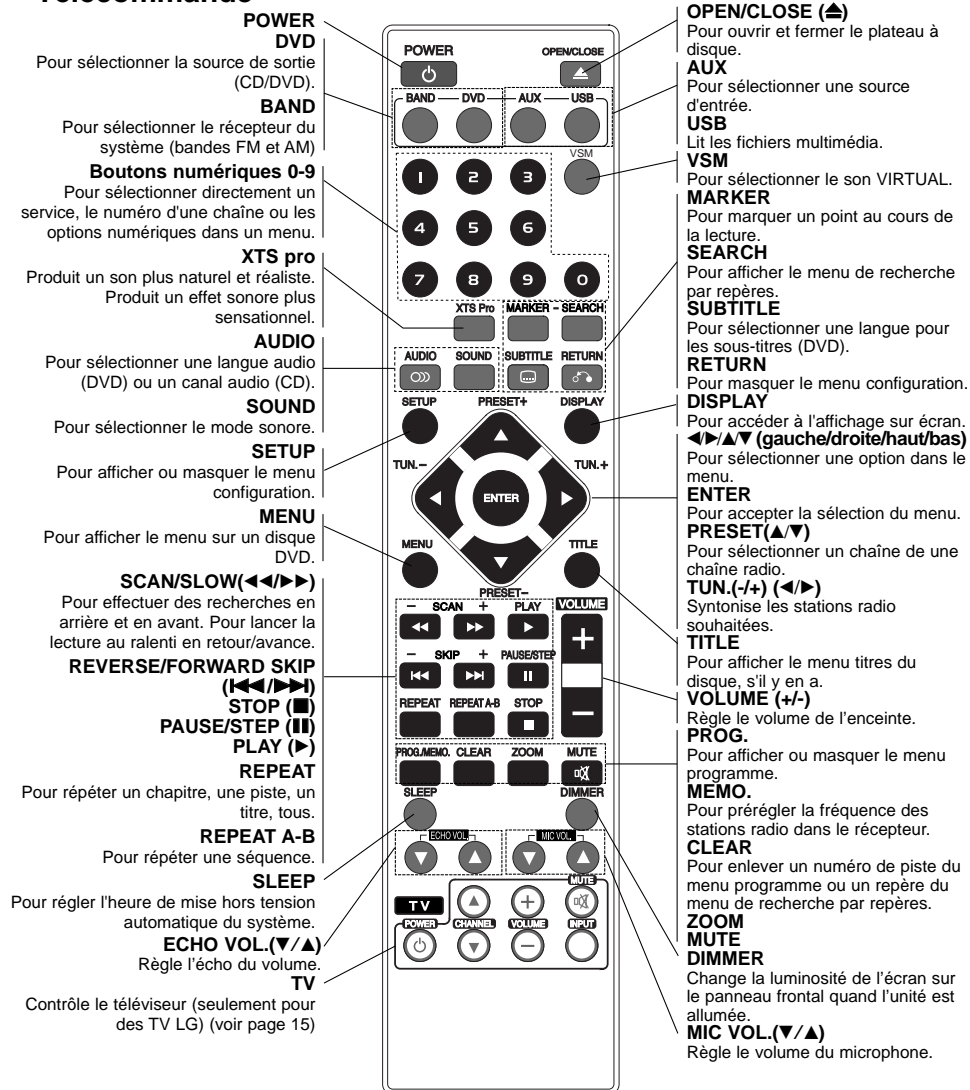 Télécommande
POWER
DVD
Pour sélectionner la source de sortie
(CD/DVD).
BAND
Pour sélectionner le récepteur du
système (bandes FM et AM)
Boutons numériques 0-9
Pour sélectionner directement un
service, le numéro d'une chaîne ou les
options numériques dans un menu.
XTS pro
Produit un son plus naturel et réaliste.
Produit un effet sonore plus
sensationnel.
AUDIO
Pour sélectionner une langue audio
(DVD) ou un canal audio (CD).
SOUND
Pour sélectionner le mode sonore.
SETUP
Pour afficher ou masquer le menu
configuration.
MENU
Pour afficher le menu sur un disque
DVD.
SCAN/SLOW(◄◄/►►)
Pour effectuer des recherches en
arrière et en avant. Pour lancer la
lecture au ralenti en retour/avance.
REVERSE/FORWARD SKIP
(|◄◄/►►|)
STOP (■)
PAUSE/STEP (❚❚)
PLAY (►)
REPEAT
Pour répéter un chapitre, une piste, un
titre, tous.
REPEAT A-B
Pour répéter une séquence.
SLEEP
Pour régler l'heure de mise hors tension
automatique du système.
ECHO VOL.(▼/▲)
Règle l'écho du volume.
TV
Contrôle le téléviseur (seulement pour
des TV LG) (voir page 15)
POWER OPEN/CLOSE
BAND DVD AUX USB
VSM
1 2 3
4 5 6
7 8 9 0
XTS Pro MARKER - SEARCH
AUDIO SOUND SUBTITLE RETURN
SETUP PRESET+ DISPLAY
TUN.- TUN.+
ENTER
MENU TITLE
PRESET-
- SCAN + PLAY VOLUME
+
- SKIP + PAUSE/STEP
-
REPEAT REPEAT A-B STOP
PROG./MEMO. CLEAR ZOOM MUTE
SLEEP DIMMER
ECHO VOL. MIC VOL.
MUTE
TV
+
POWER CHANNEL VOLUME INPUT
-
OPEN/CLOSE (⏏)
Pour ouvrir et fermer le plateau à
disque.
AUX
Pour sélectionner une source
d'entrée.
USB
Lit les fichiers multimédia.
VSM
Pour sélectionner le son VIRTUAL.
MARKER
Pour marquer un point au cours de
la lecture.
SEARCH
Pour afficher le menu de recherche
par repères.
SUBTITLE
Pour sélectionner une langue pour
les sous-titres (DVD).
RETURN
Pour masquer le menu configuration.
DISPLAY
Pour accéder à l'affichage sur écran.
◄/►/▲/▼ (gauche/droite/haut/bas)
Pour sélectionner une option dans le
menu.
ENTER
Pour accepter la sélection du menu.
PRESET(▲/▼)
Pour sélectionner un chaîne de une
chaîne radio.
TUN.(-/+) (◄/►)
Syntonise les stations radio
souhaitées.
TITLE
Pour afficher le menu titres du
disque, s'il y en a.
VOLUME (+/-)
Règle le volume de l'enceinte.
PROG.
Pour afficher ou masquer le menu
programme.
MEMO.
Pour prérégler la fréquence des
stations radio dans le récepteur.
CLEAR
Pour enlever un numéro de piste du
menu programme ou un repère du
menu de recherche par repères.
ZOOM
MUTE
DIMMER
Change la luminosité de l'écran sur
le panneau frontal quand l'unité est
allumée.
MIC VOL.(▼/▲)
Règle le volume du microphone.